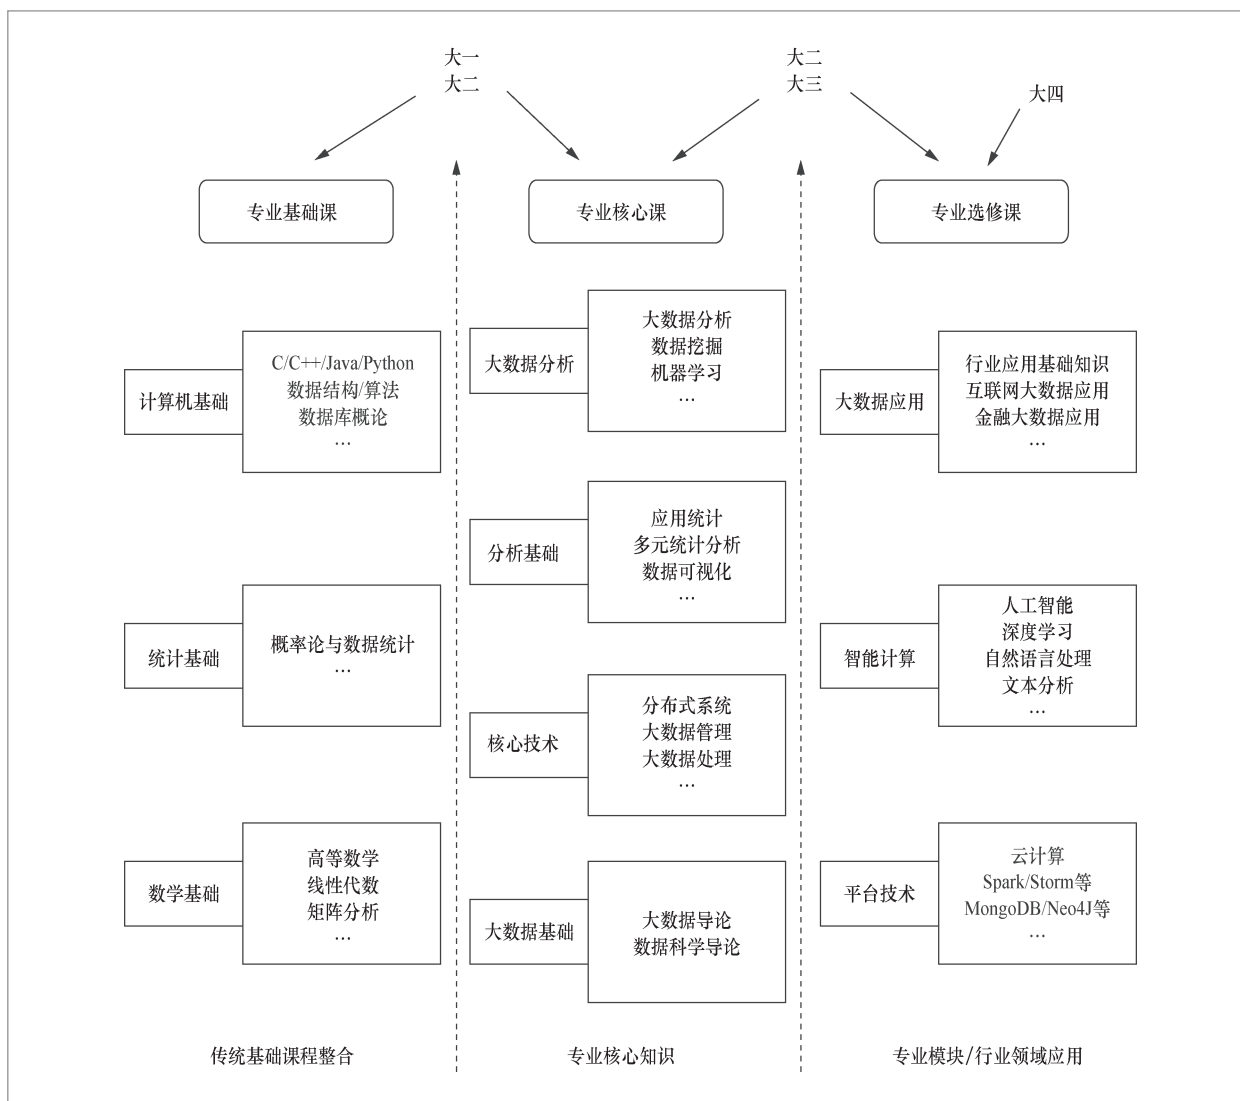 大一
大二
大二
大三
大四
专业基础课
专业核心课
专业选修课
计算机基础
C/C++/Java/Python
数据结构/算法
数据库概论
…
统计基础
概率论与数据统计
…
数学基础
高等数学
线性代数
矩阵分析
…
传统基础课程整合
大数据分析
大数据分析
数据挖掘
机器学习
…
分析基础
应用统计
多元统计分析
数据可视化
…
核心技术
分布式系统
大数据管理
大数据处理
…
大数据基础
大数据导论
数据科学导论
专业核心知识
大数据应用
行业应用基础知识
互联网大数据应用
金融大数据应用
…
智能计算
人工智能
深度学习
自然语言处理
文本分析
…
平台技术
云计算
Spark/Storm等
MongoDB/Neo4J等
…
专业模块/行业领域应用